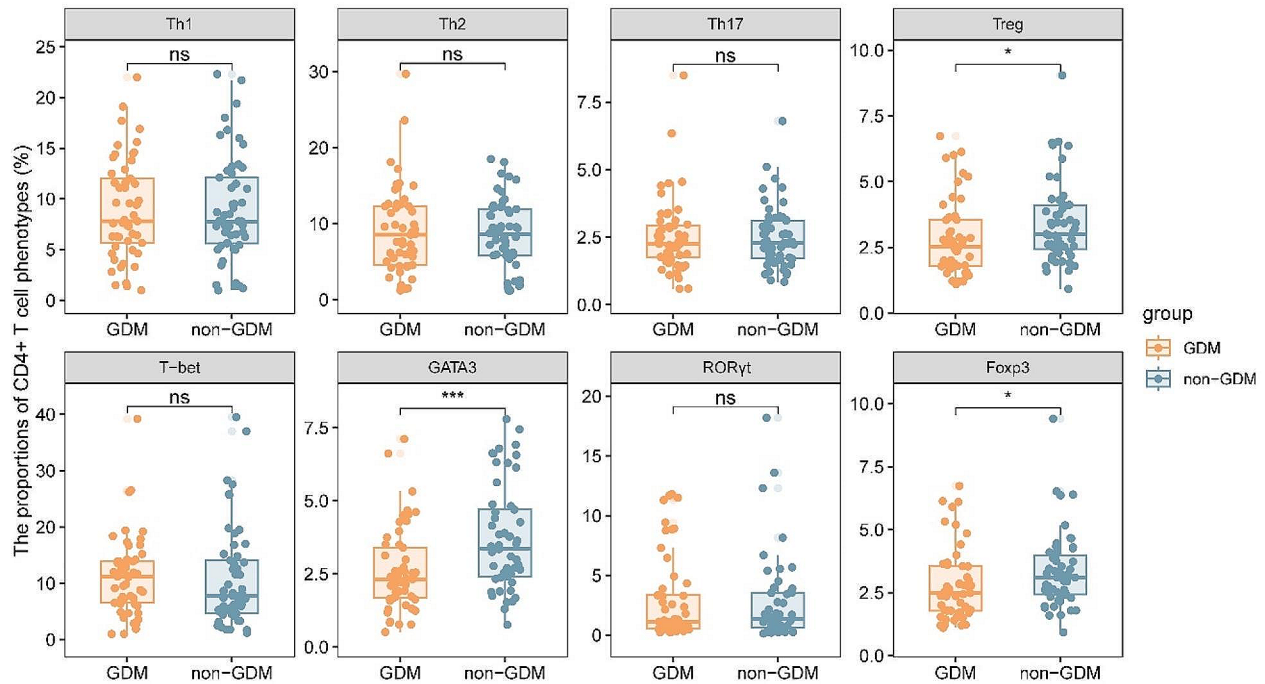 The proportions of CD4+ T cell phenotypes (%)
Th1
25
20
15
10
5
0
ns
GDM
non−GDM
Th2
30
20
10
0
ns
GDM
non−GDM
Th17
7.5
5.0
2.5
0.0
ns
GDM
non−GDM
Treg
10.0
7.5
5.0
2.5
0.0
*
GDM
non−GDM
T−bet
40
30
20
10
0
ns
GDM
non−GDM
GATA3
7.5
5.0
2.5
0.0
***
GDM
non−GDM
RORγt
20
15
10
5
0
ns
GDM
non−GDM
Foxp3
10.0
7.5
5.0
2.5
0.0
*
GDM
non−GDM
group
GDM
non−GDM